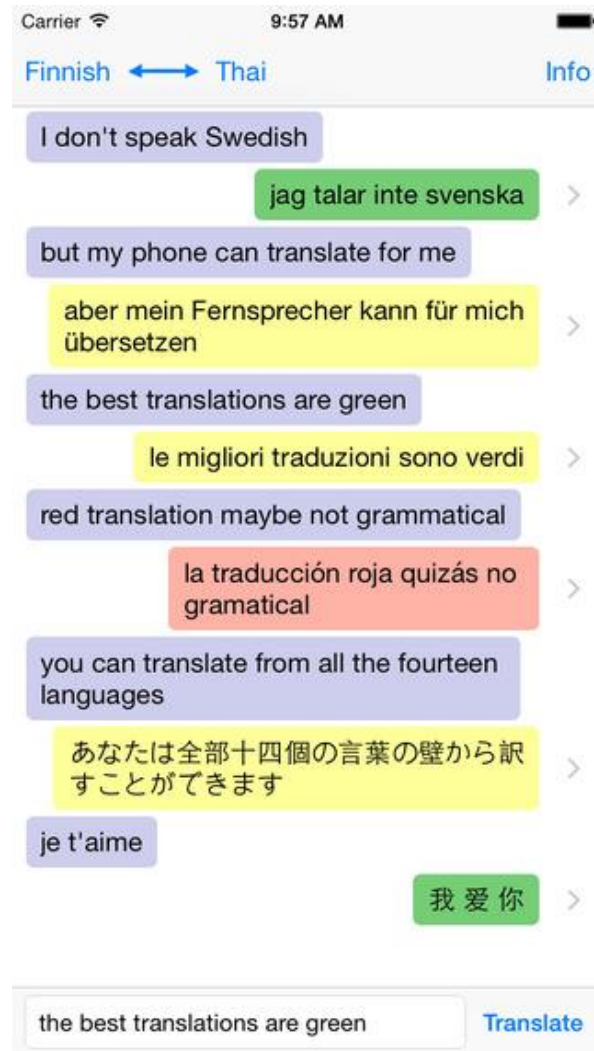 Carrier 9:57 AM
Finnish ⟷ Thai Info
I don't speak Swedish
jag talar inte svenska
but my phone can translate for me
aber mein Fernsprecher kann für mich
übersetzen
the best translations are green
le migliori traduzioni sono verdi
red translation maybe not grammatical
la traducción roja quizás no
gramatical
you can translate from all the fourteen
languages
あなたは全部十四個の言葉の壁から訳
すことができます
je t'aime
我 爱 你
the best translations are green Translate